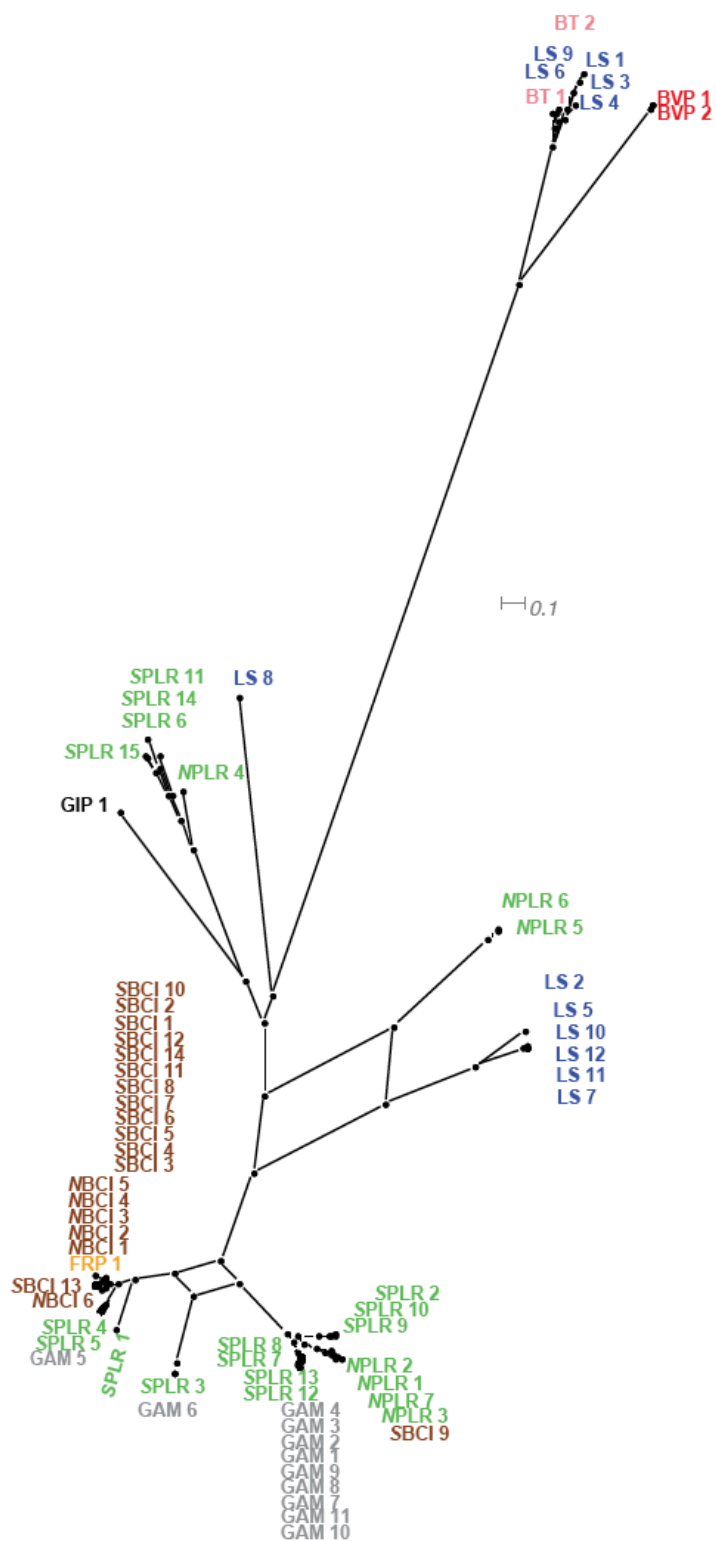 BT 2
LS 9
LS 1
LS 6
LS 3
BT 1
LS 4
BVP 1
BVP 2
0.1
SPLR 11
LS 8
SPLR 14
SPLR 6
SPLR 15
NPLR 4
GIP 1
NPLR 6
NPLR 5
LS 2
LS 5
LS 10
LS 12
LS 11
LS 7
SBCI 10
SBCI 2
SBCI 1
SBCI 12
SBCI 14
SBCI 11
SBCI 8
SBCI 7
SBCI 6
SBCI 5
SBCI 4
SBCI 3
NBCI 5
NBCI 4
NBCI 3
NBCI 2
NBCI 1
FRP 1
SBCI 13
NBCI 6
SPLR 4
SPLR 5
GAM 5
SPLR 1
SPLR 3
GAM 6
SPLR 2
SPLR 10
SPLR 9
SPLR 8
SPLR 7
SPLR 13
SPLR 12
NPLR 2
NPLR 1
NPLR 7
NPLR 3
SBCI 9
GAM 4
GAM 3
GAM 2
GAM 1
GAM 9
GAM 8
GAM 7
GAM 11
GAM 10